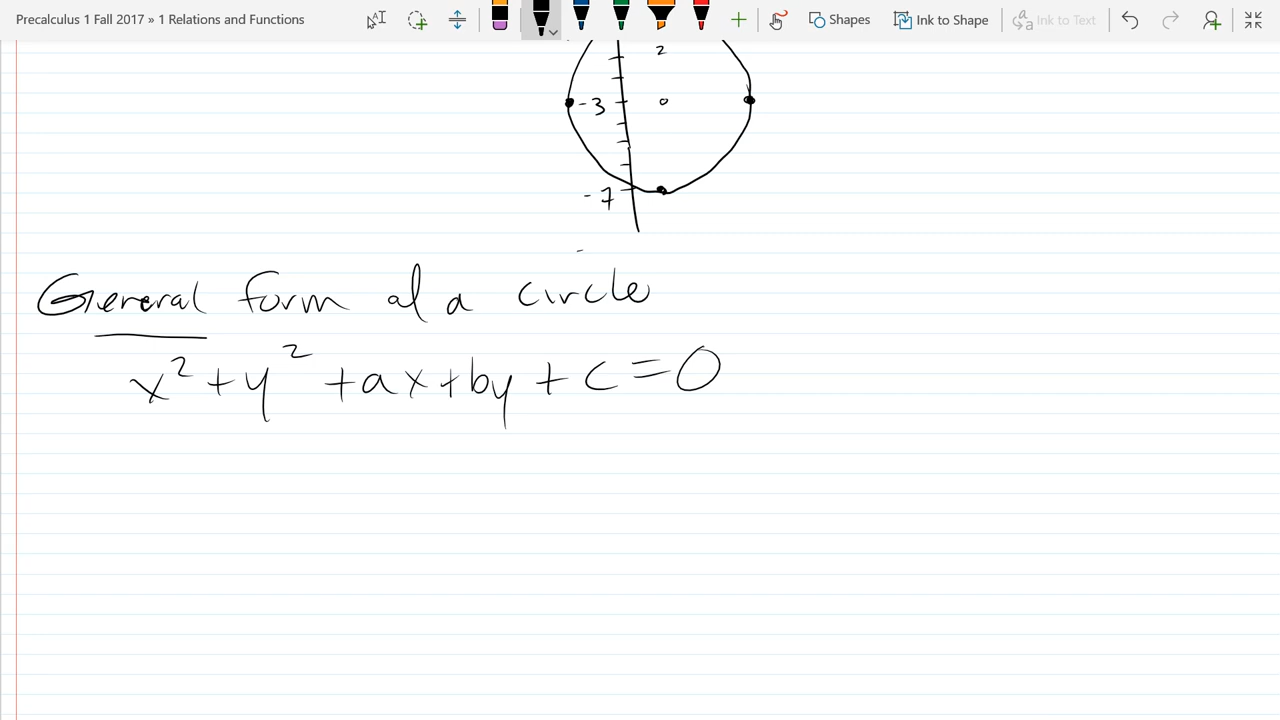 Precalculus 1 Fall 2017 » 1 Relations and Functions
Shapes
Ink to Shape
Ink to Text
2
-3
-7
General form of a circle
x² + y² + ax + by + c = 0